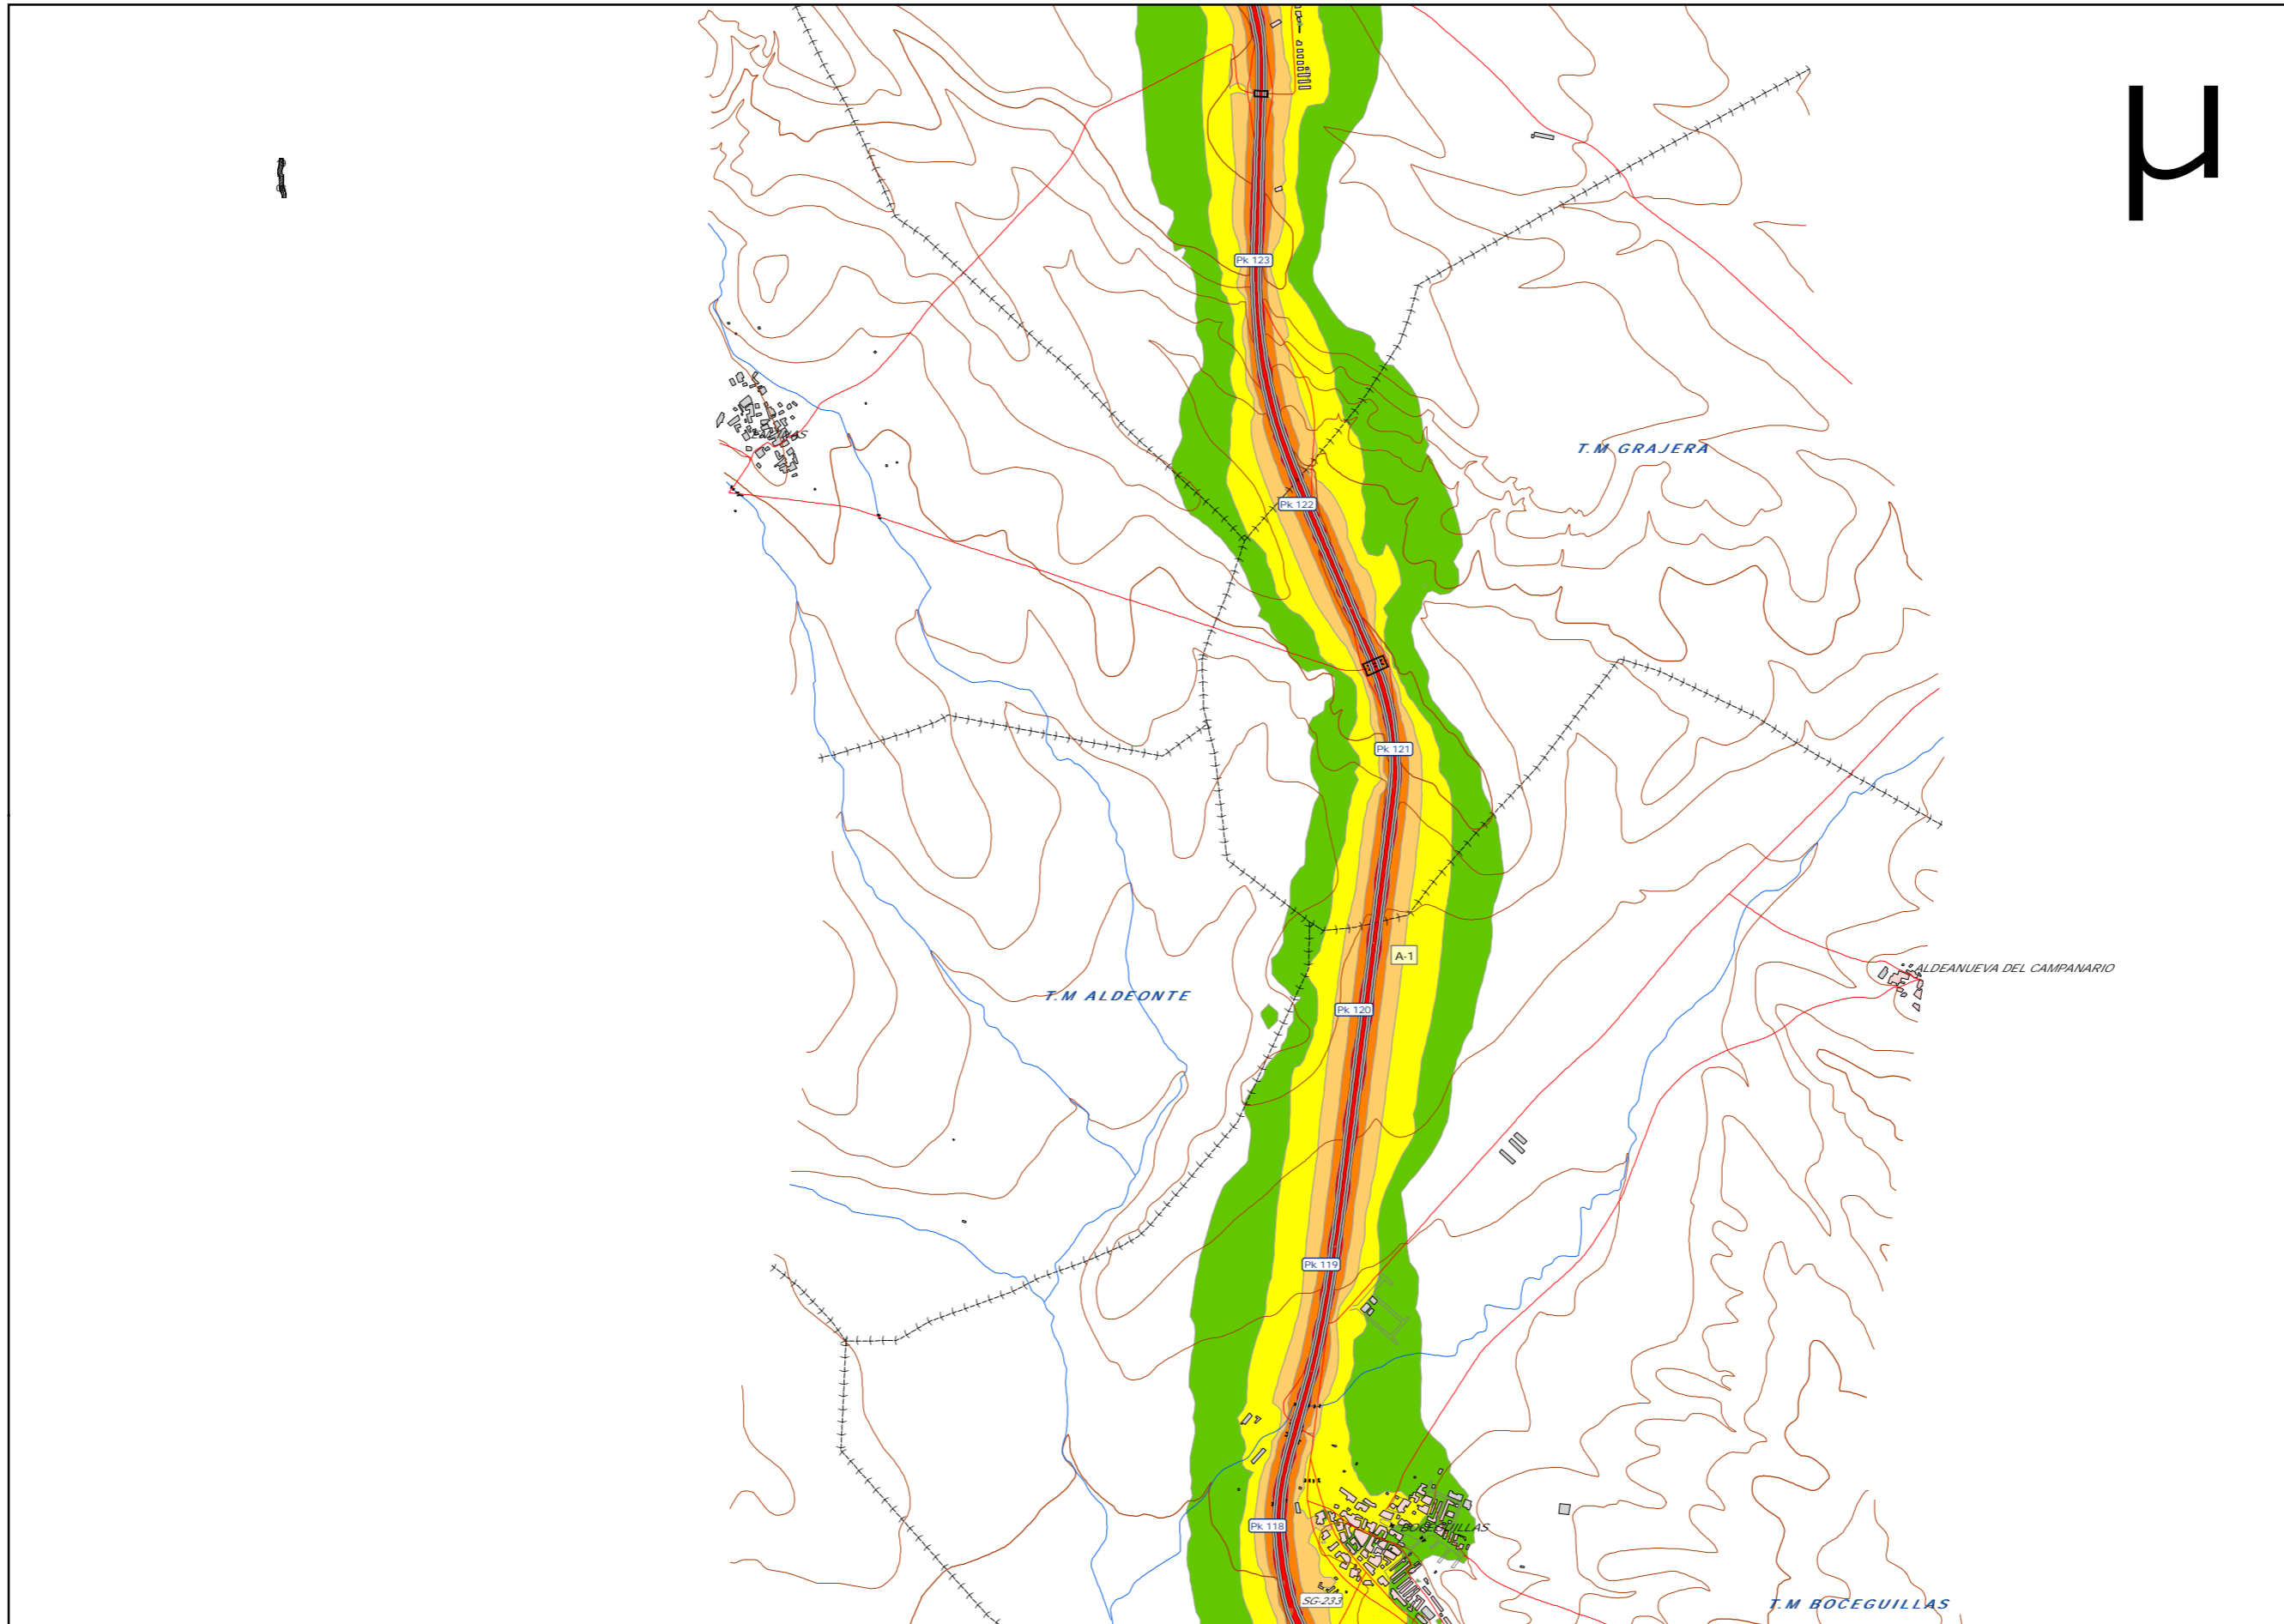 µ
Pk 123
T.M GRAJERA
Pk 122
Pk 121
A-1
ALDEANUEVA DEL CAMPANARIO
T.M ALDEONTE
Pk 120
Pk 119
Pk 118
BOCEGUILLAS
SG-233
T.M BOCEGUILLAS